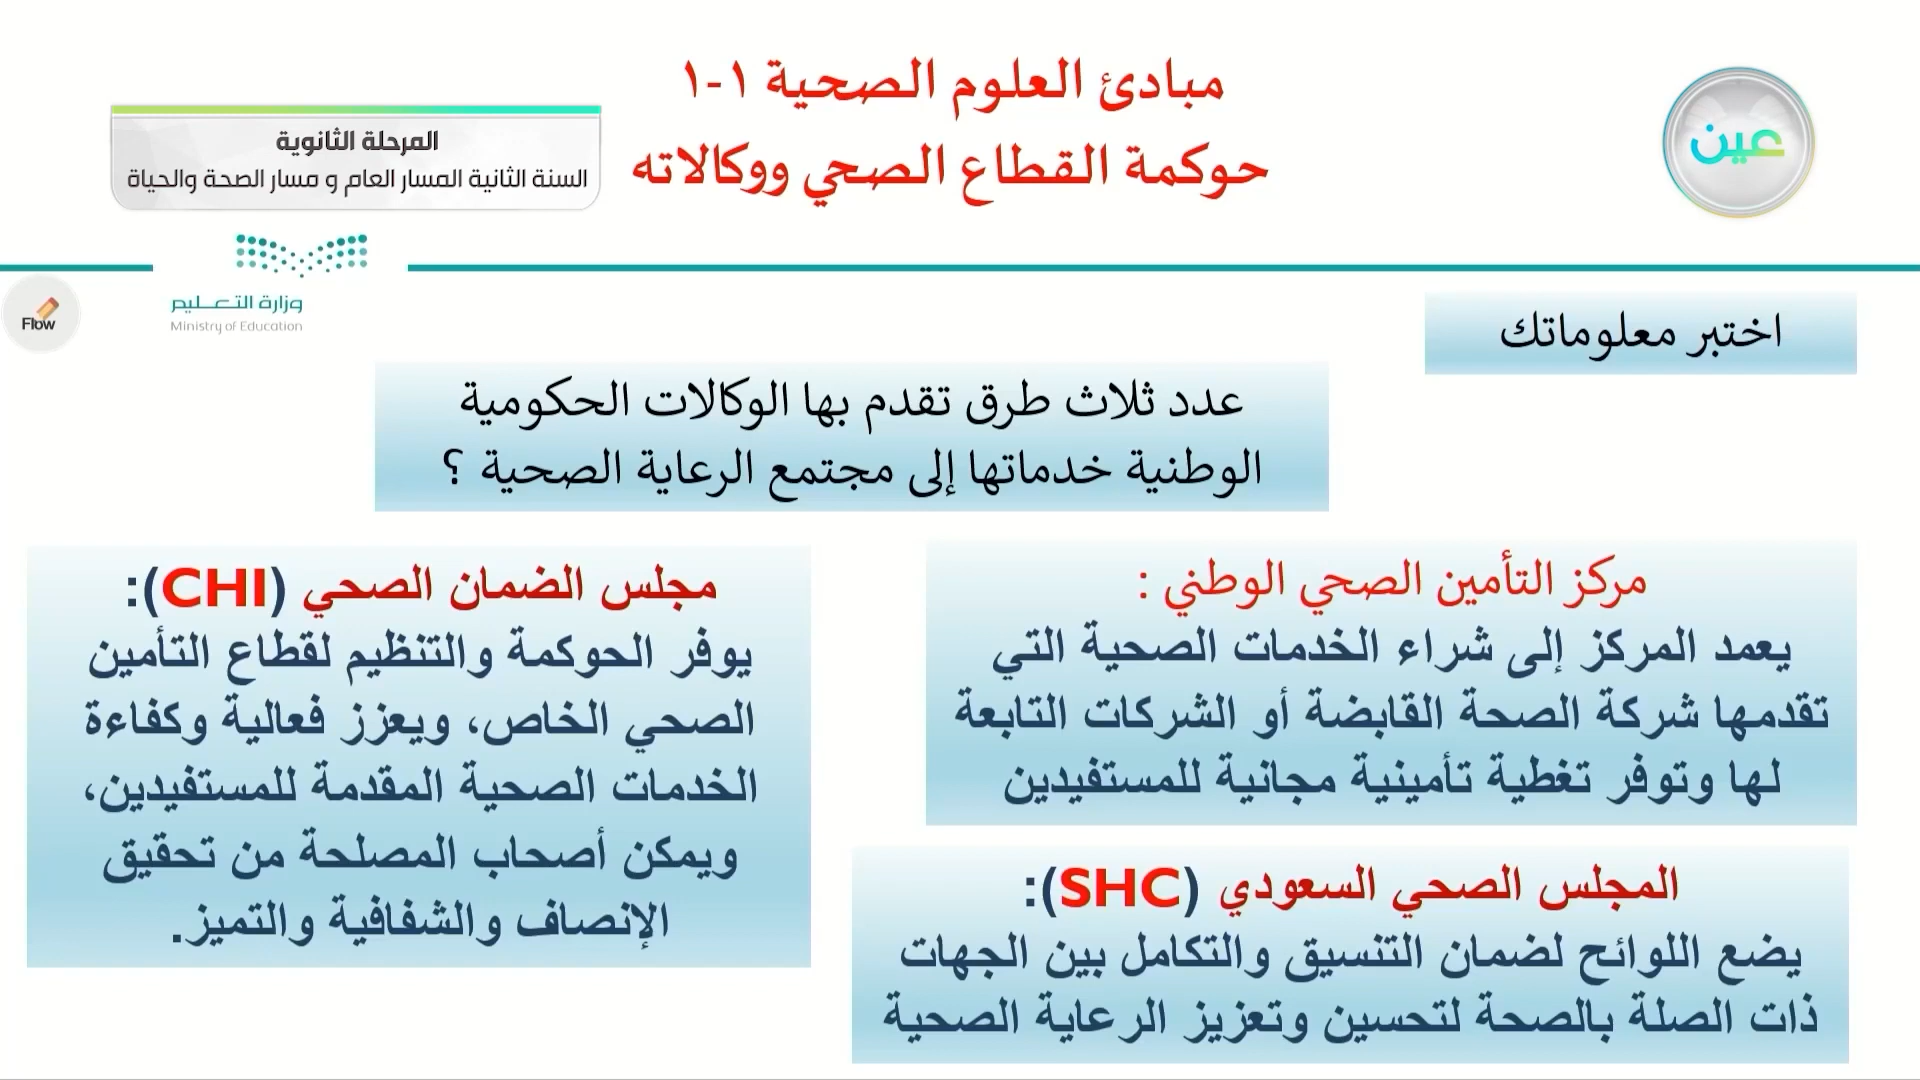 مبادئ العلوم الصحية ١-١
حوكمة القطاع الصحي ووكالاته
عين
المرحلة الثانوية
السنة الثانية المسار العام و مسار الصحة والحياة
وزارة التعليم
Ministry of Education
Flow
اختبر معلوماتك
عدد ثلاث طرق تقدم بها الوكالات الحكومية
الوطنية خدماتها إلى مجتمع الرعاية الصحية ؟
مركز التأمين الصحي الوطني :
يعمد المركز إلى شراء الخدمات الصحية التي
تقدمها شركة الصحة القابضة أو الشركات التابعة
لها وتوفر تغطية تأمينية مجانية للمستفيدين
المجلس الصحي السعودي (SHC):
يضع اللوائح لضمان التنسيق والتكامل بين الجهات
ذات الصلة بالصحة لتحسين وتعزيز الرعاية الصحية
مجلس الضمان الصحي (CHI):
يوفر الحوكمة والتنظيم لقطاع التأمين
الصحي الخاص، ويعزز فعالية وكفاءة
الخدمات الصحية المقدمة للمستفيدين،
ويمكن أصحاب المصلحة من تحقيق
الإنصاف والشفافية والتميز.